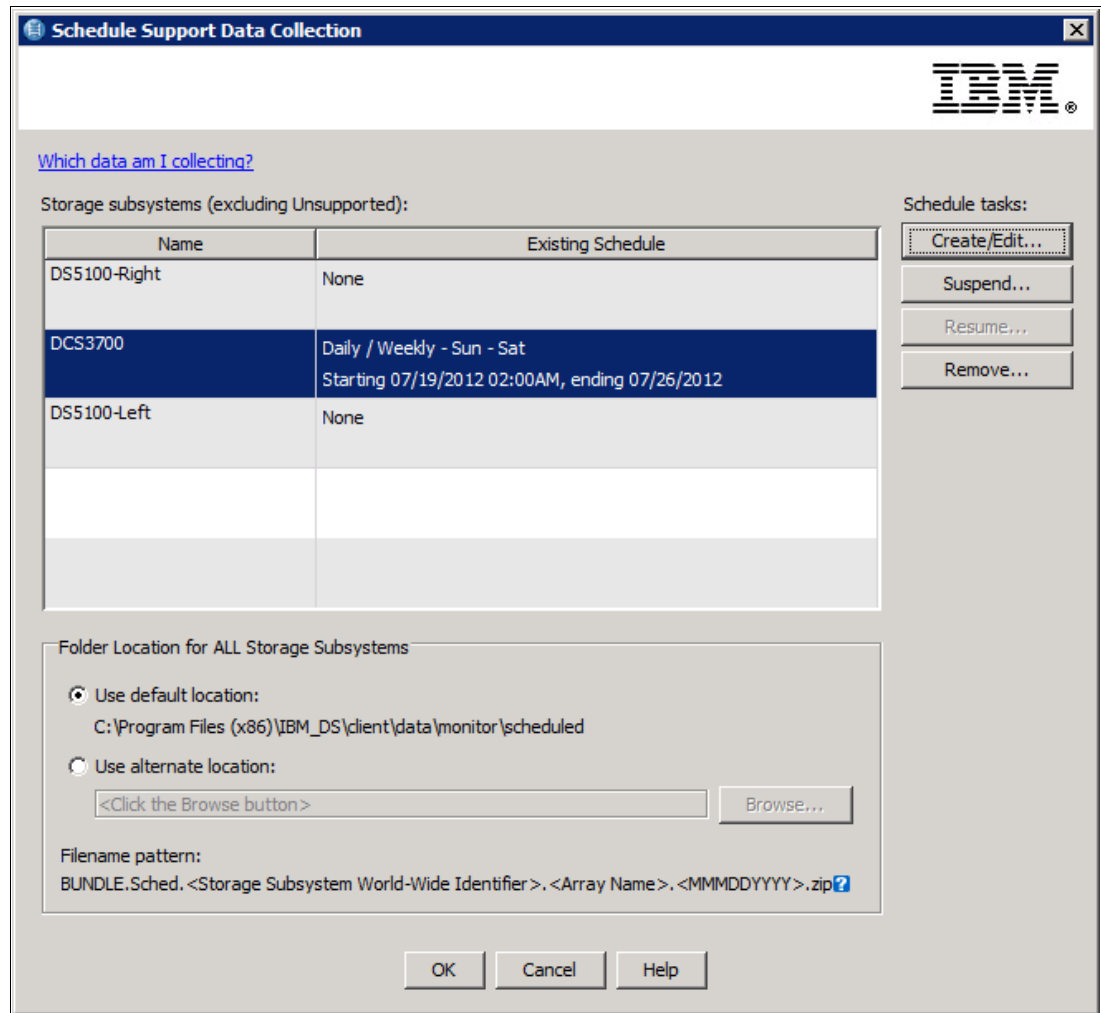 Schedule Support Data Collection
IBM®
Which data am I collecting?
Storage subsystems (excluding Unsupported):
Name Existing Schedule
DS5100-Right None
DCS3700 Daily / Weekly - Sun - Sat
Starting 07/19/2012 02:00AM, ending 07/26/2012
DS5100-Left None
Schedule tasks:
Create/Edit...
Suspend...
Resume...
Remove...
Folder Location for ALL Storage Subsystems
Use default location:
C:\Program Files (x86)\IBM_DS\client\data\monitor\scheduled
Use alternate location:
<Click the Browse button> Browse...
Filename pattern:
BUNDLE.Sched.<Storage Subsystem World-Wide Identifier>.<Array Name>.<MMMDDYYYY>.zip?
OK Cancel Help